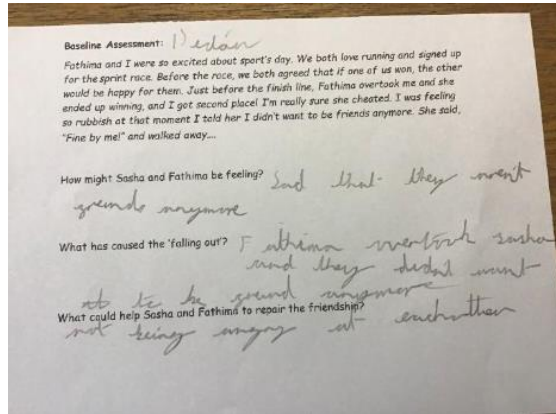 Baseline Assessment: Dedán
Fathima and I were so excited about sport's day. We both love running and signed up
for the sprint race. Before the race, we both agreed that if one of us won, the other
would be happy for them. Just before the finish line, Fathima overtook me and she
ended up winning, and I got second place! I'm really sure she cheated. I was feeling
so rubbish at that moment I told her I didn't want to be friends anymore. She said,
"Fine by me!" and walked away....
How might Sasha and Fathima be feeling? Sad that they aren't
greinds anymore
What has caused the 'falling out'? Fathima overtook sasha
and they didn't want
to be greind anymore
What could help Sasha and Fathima to repair the friendship?
not being angry at eachuther